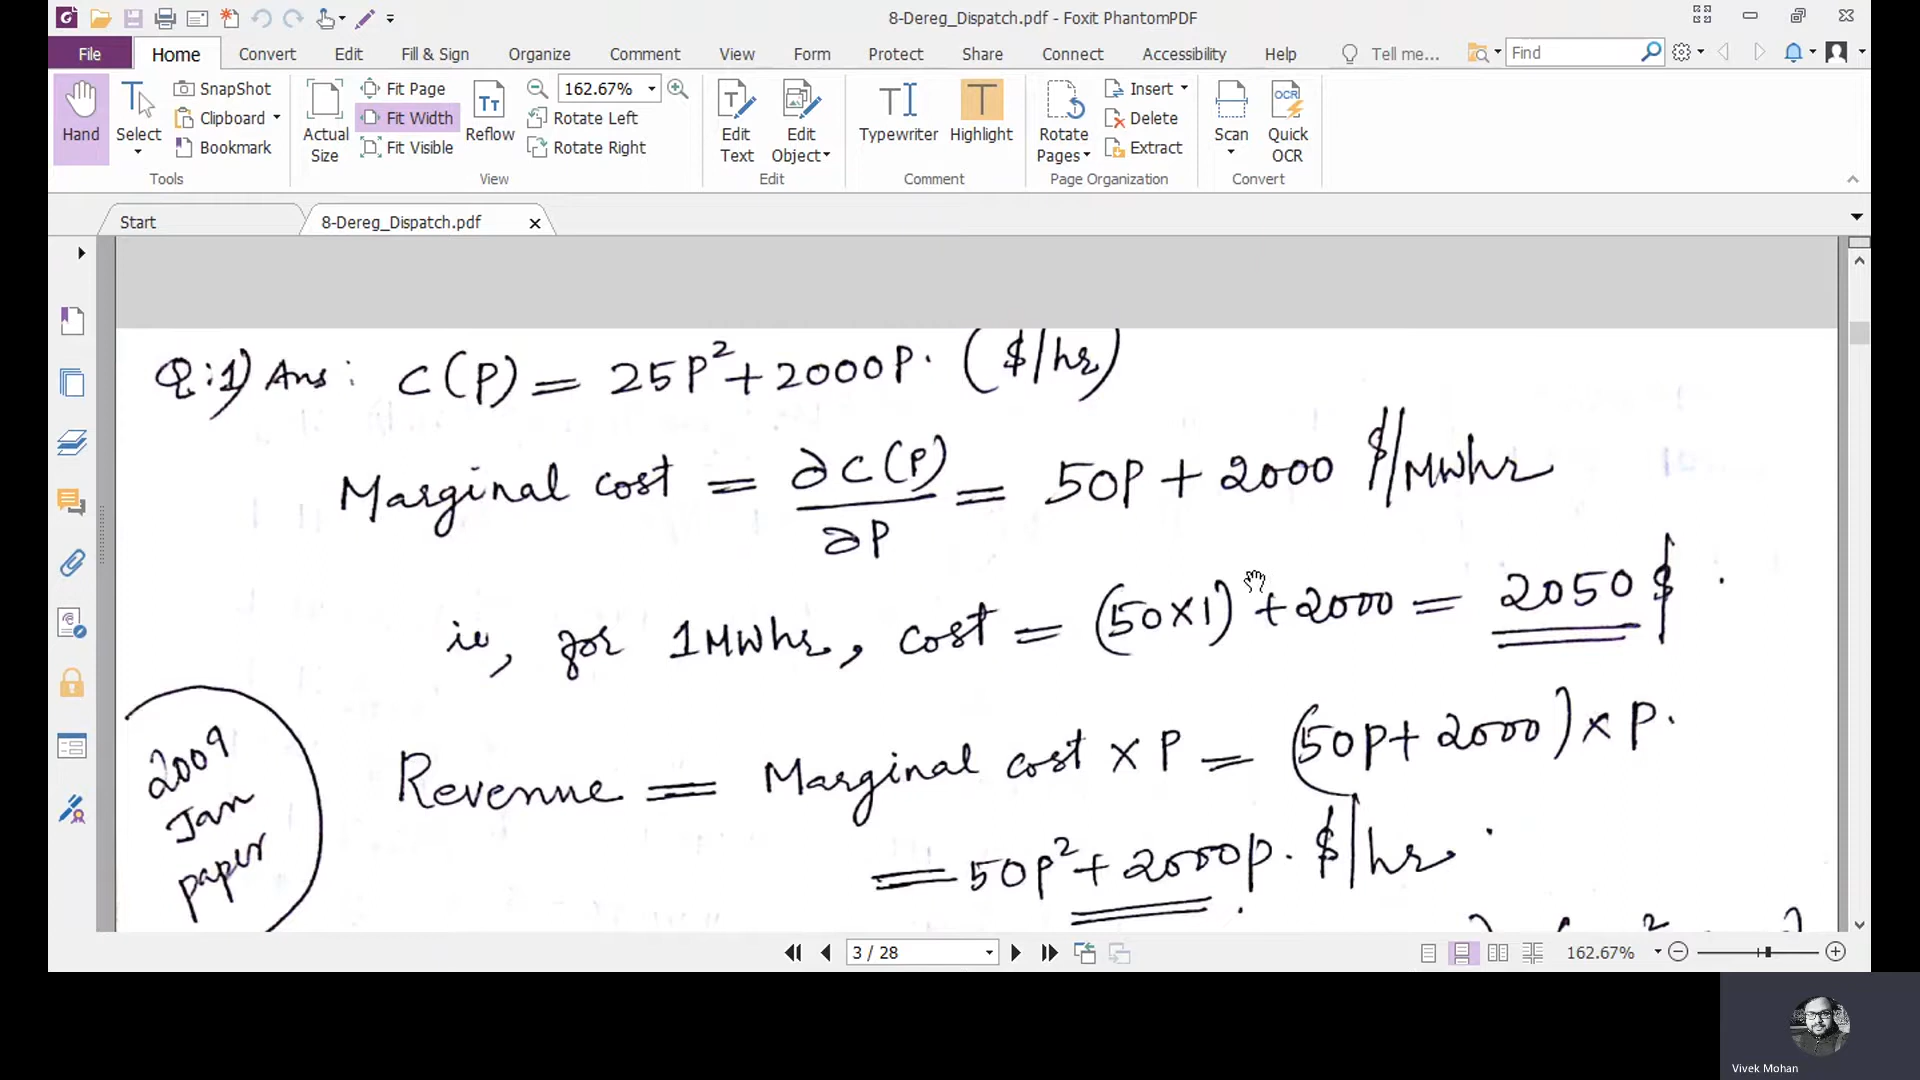 8-Dereg_Dispatch.pdf - Foxit PhantomPDF
File Home Convert Edit Fill & Sign Organize Comment View Form Protect Share Connect Accessibility Help Tell me... Find
Hand
Select
SnapShot
Clipboard
Bookmark
Tools
Actual Size
Fit Page
Fit Width
Fit Visible
Reflow
162.67%
Rotate Left
Rotate Right
View
Edit Text
Edit Object
Edit
Typewriter
Highlight
Comment
Rotate Pages
Insert
Delete
Extract
Page Organization
Scan
OCR
Quick OCR
Convert
Start 8-Dereg_Dispatch.pdf
Q:1) Ans: C(P) = 25P² + 2000P. ($/hr)
Marginal cost = ∂C(P)/∂P = 50P + 2000 $/MWhr
ie, for 1MWhr, cost = (50×1) + 2000 = 2050 $.
Revenue = Marginal cost × P = (50P + 2000) × P.
= 50P² + 2000P. $/hr.
2009
Jan
paper
3 / 28
162.67%
Vivek Mohan